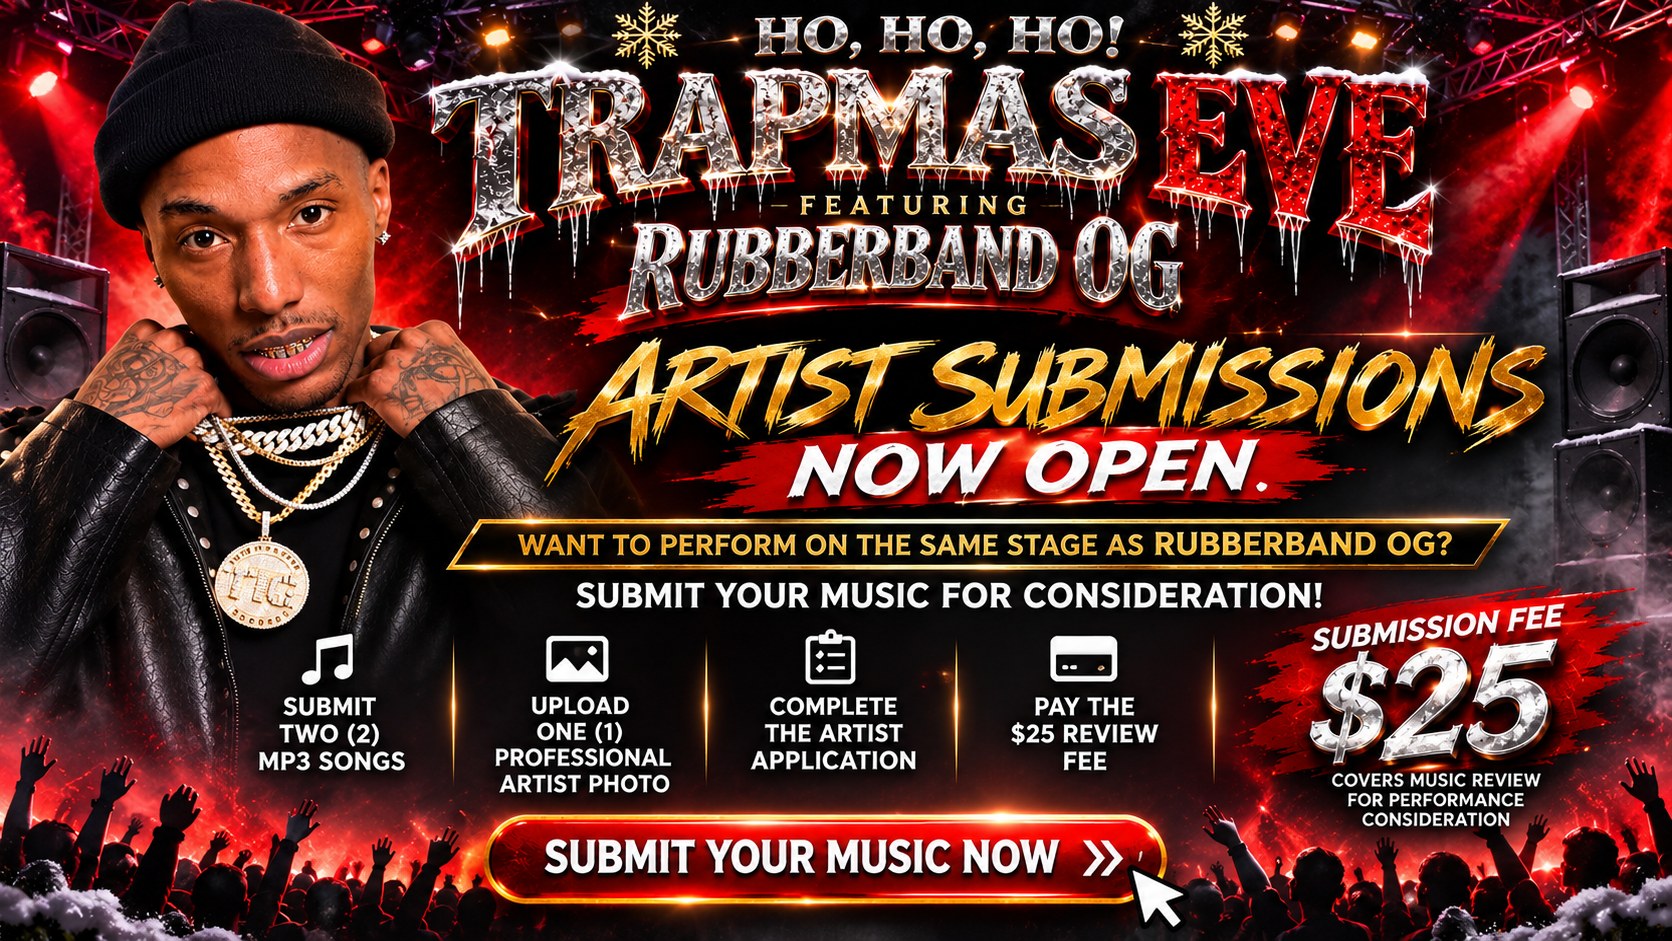 HO, HO, HO!
TRAPMAS EVE
FEATURING
RUBBERBAND OG
ARTIST SUBMISSIONS
NOW OPEN.
WANT TO PERFORM ON THE SAME STAGE AS RUBBERBAND OG?
SUBMIT YOUR MUSIC FOR CONSIDERATION!
SUBMIT
TWO (2)
MP3 SONGS
UPLOAD
ONE (1)
PROFESSIONAL
ARTIST PHOTO
COMPLETE
THE ARTIST
APPLICATION
PAY THE
$25 REVIEW
FEE
SUBMISSION FEE
$25
COVERS MUSIC REVIEW
FOR PERFORMANCE
CONSIDERATION
SUBMIT YOUR MUSIC NOW